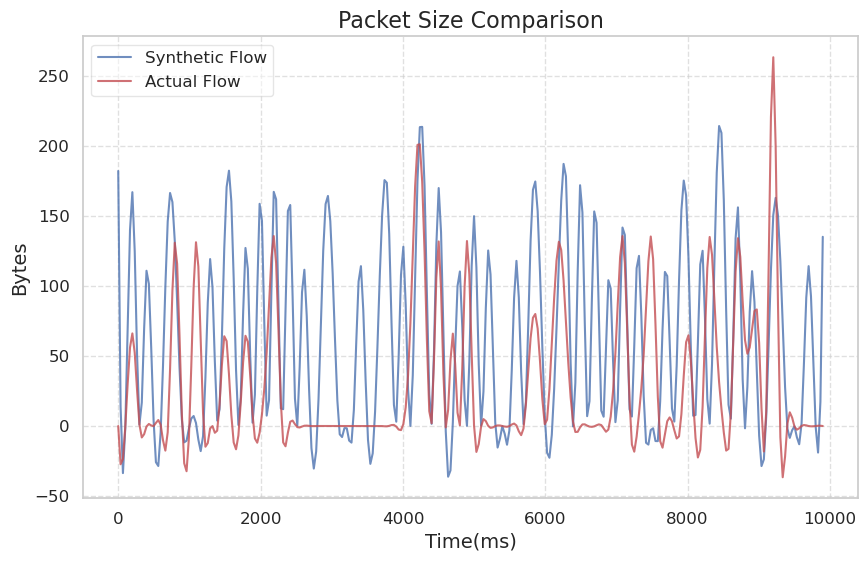 Packet Size Comparison
Synthetic Flow
Actual Flow
250
200
150
100
50
0
−50
Bytes
0 2000 4000 6000 8000 10000
Time(ms)